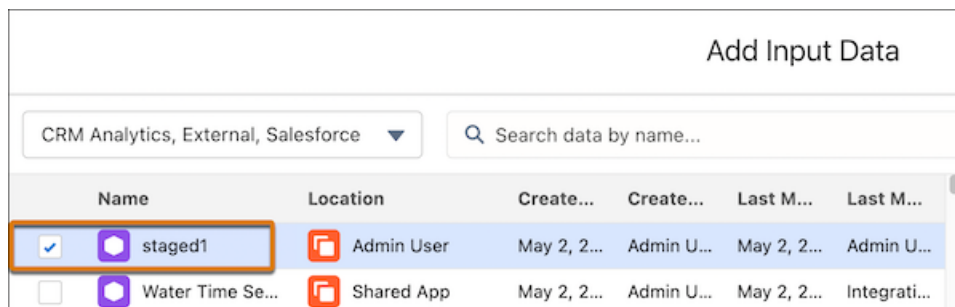 Add Input Data
CRM Analytics, External, Salesforce Search data by name...
Name Location Create... Create... Last M... Last M...
staged1 Admin User May 2, 2... Admin U... May 2, 2... Admin U...
Water Time Se... Shared App May 2, 2... Admin U... May 2, 2... Integrati...